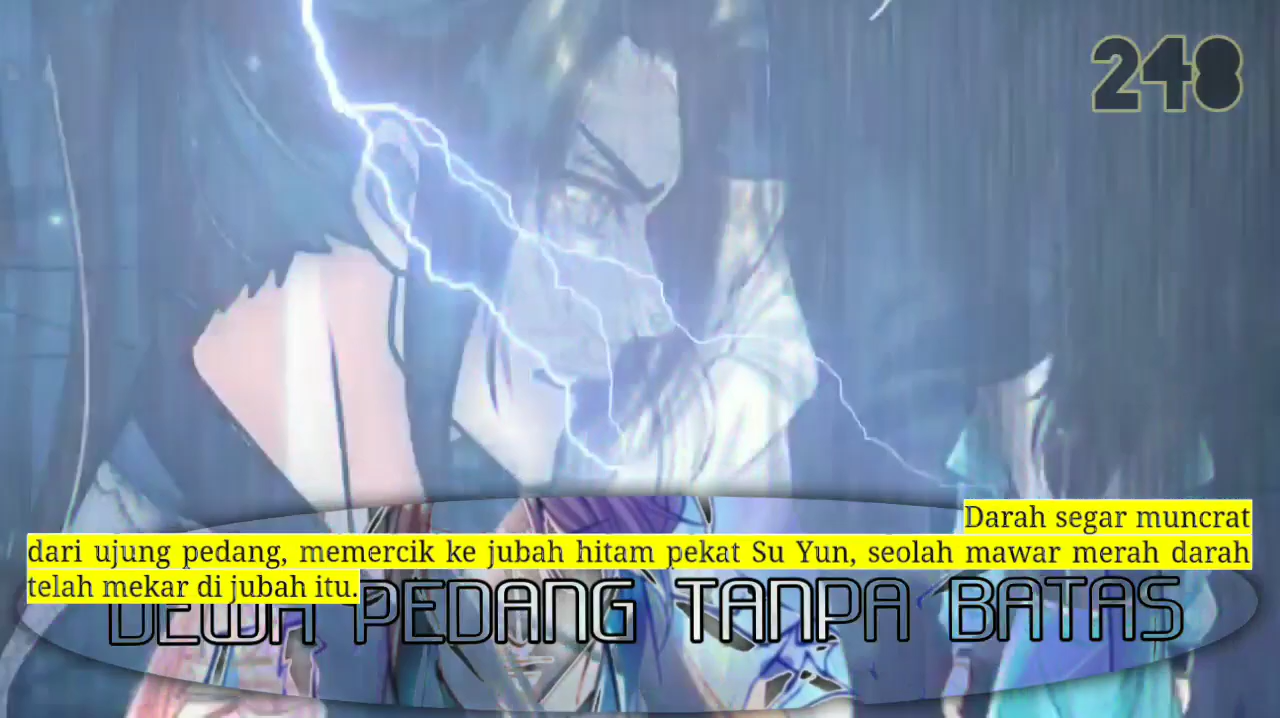 248
Darah segar muncrat
dari ujung pedang, memercik ke jubah hitam pekat Su Yun, seolah mawar merah darah
telah mekar di jubah itu.
DEWA PEDANG TANPA BATAS